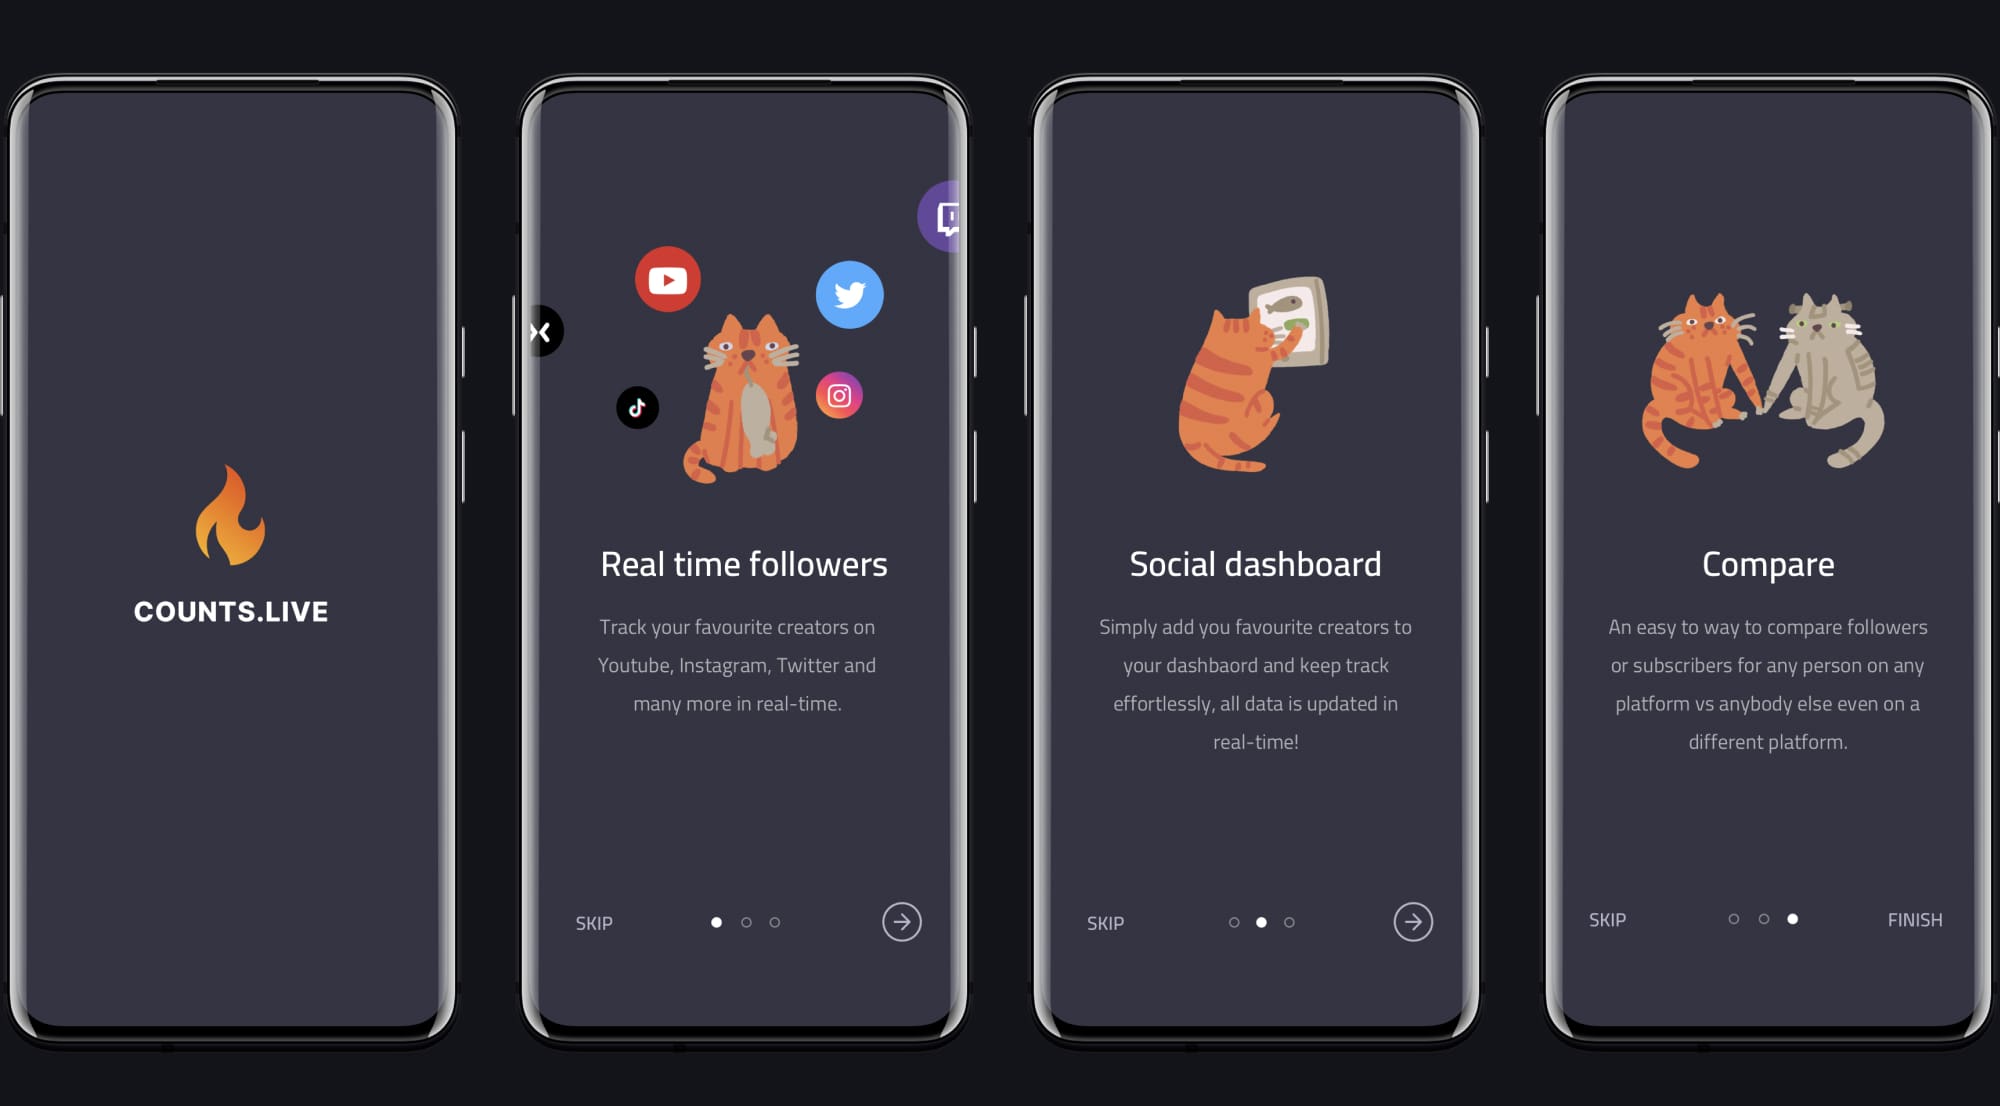 COUNTS.LIVE
Real time followers
Track your favourite creators on
Youtube, Instagram, Twitter and
many more in real-time.
SKIP
Social dashboard
Simply add you favourite creators to
your dashbaord and keep track
effortlessly, all data is updated in
real-time!
SKIP
Compare
An easy to way to compare followers
or subscribers for any person on any
platform vs anybody else even on a
different platform.
SKIP
FINISH